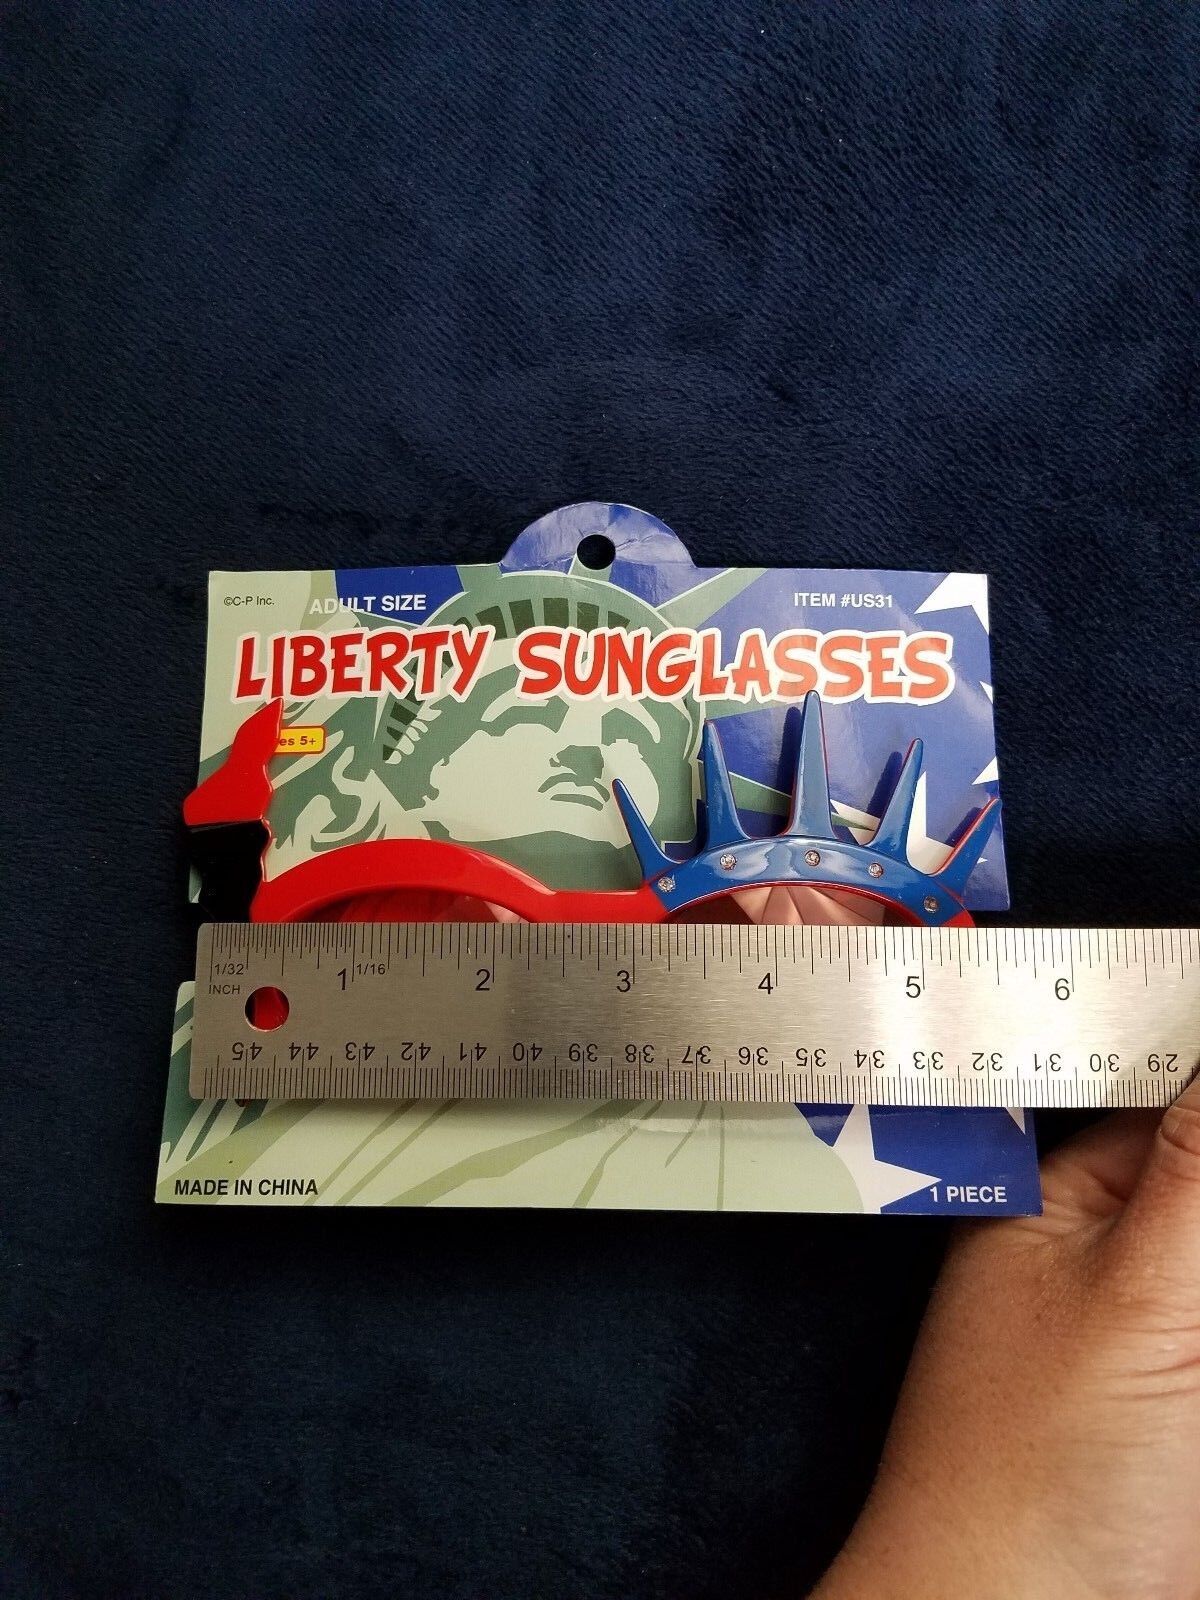 ©C-P Inc.
ADULT SIZE
ITEM #US31
LIBERTY SUNGLASSES
es 5+
1/32
INCH
1/16
1 2 3 4 5 6
45 44 43 42 41 40 39 38 37 36 35 34 33 32 31 30 29
MADE IN CHINA
1 PIECE